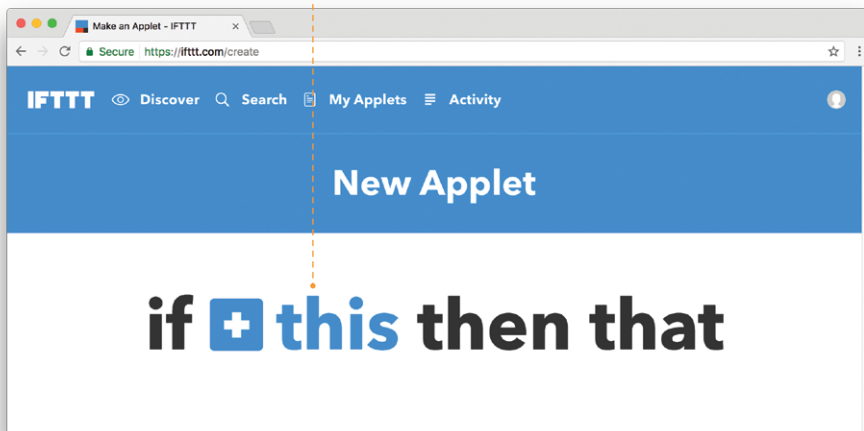 Make an Applet - IFTTT
Secure https://ifttt.com/create
IFTTT Discover Search My Applets Activity
New Applet
if this then that